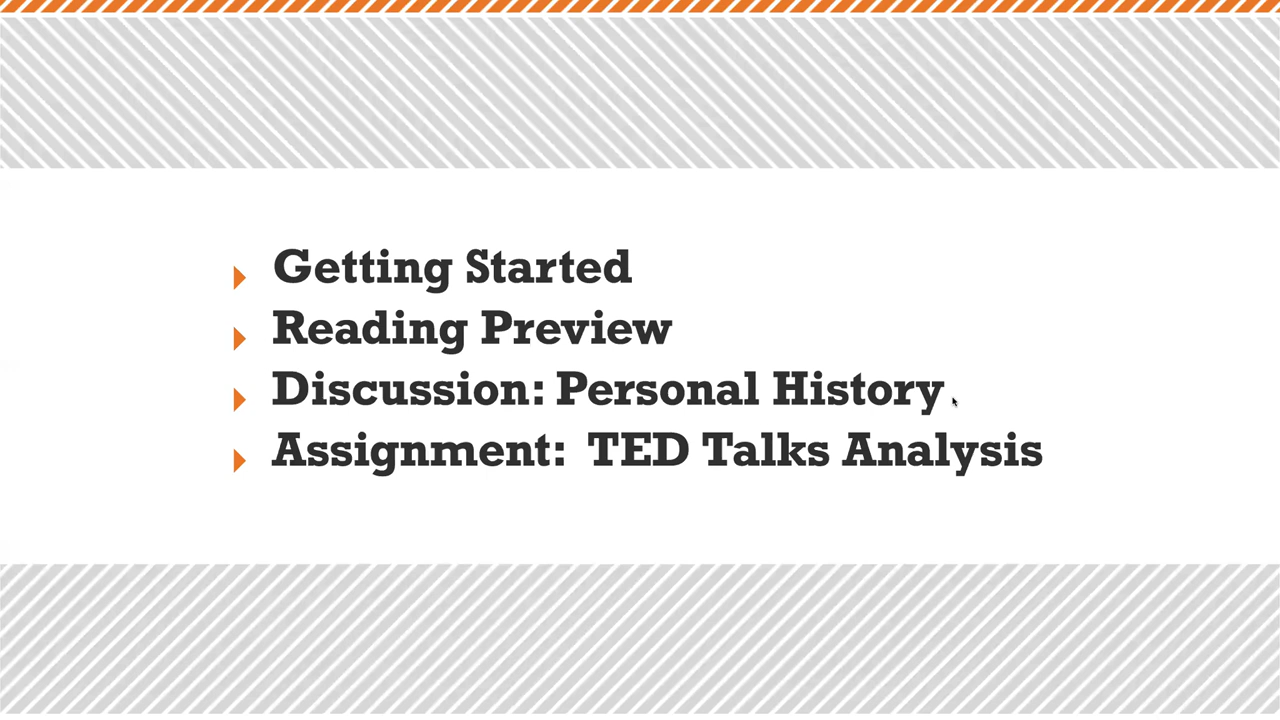 Getting Started
Reading Preview
Discussion: Personal History
Assignment: TED Talks Analysis